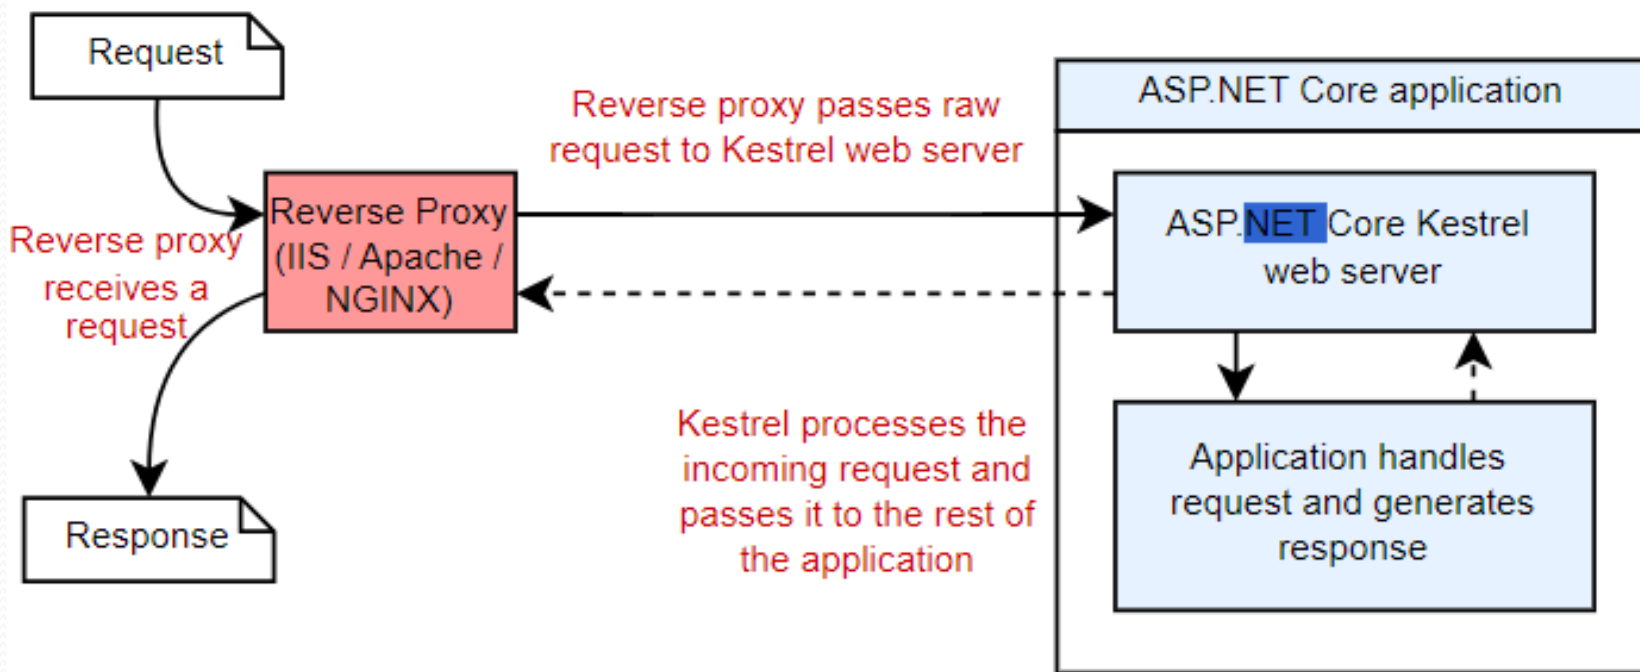 Request
Reverse proxy passes raw
request to Kestrel web server
ASP.NET Core application
Reverse Proxy
(IIS / Apache /
NGINX)
Reverse proxy
receives a
request
ASP.NET Core Kestrel
web server
Kestrel processes the
incoming request and
passes it to the rest of
the application
Application handles
request and generates
response
Response